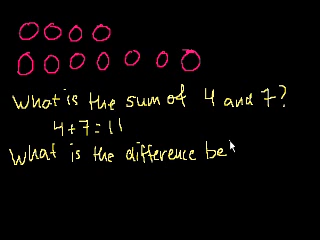 What is the sum of 4 and 7?
4+7=11
What is the difference be